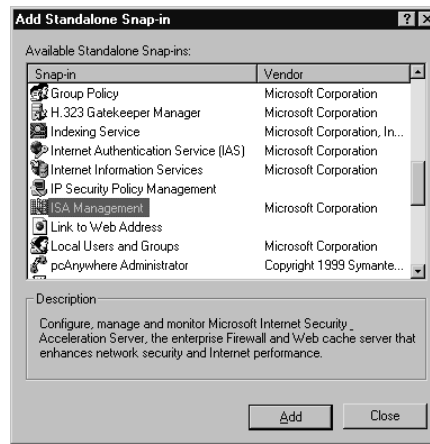 Add Standalone Snap-in
Available Standalone Snap-ins:
Snap-in Vendor
Group Policy Microsoft Corporation
H.323 Gatekeeper Manager Microsoft Corporation
Indexing Service Microsoft Corporation, In...
Internet Authentication Service (IAS) Microsoft Corporation
Internet Information Services Microsoft Corporation
IP Security Policy Management
ISA Management Microsoft Corporation
Link to Web Address
Local Users and Groups Microsoft Corporation
pcAnywhere Administrator Copyright 1999 Symante...
Description
Configure, manage and monitor Microsoft Internet Security _
Acceleration Server, the enterprise Firewall and Web cache server that
enhances network security and Internet performance.
Add Close